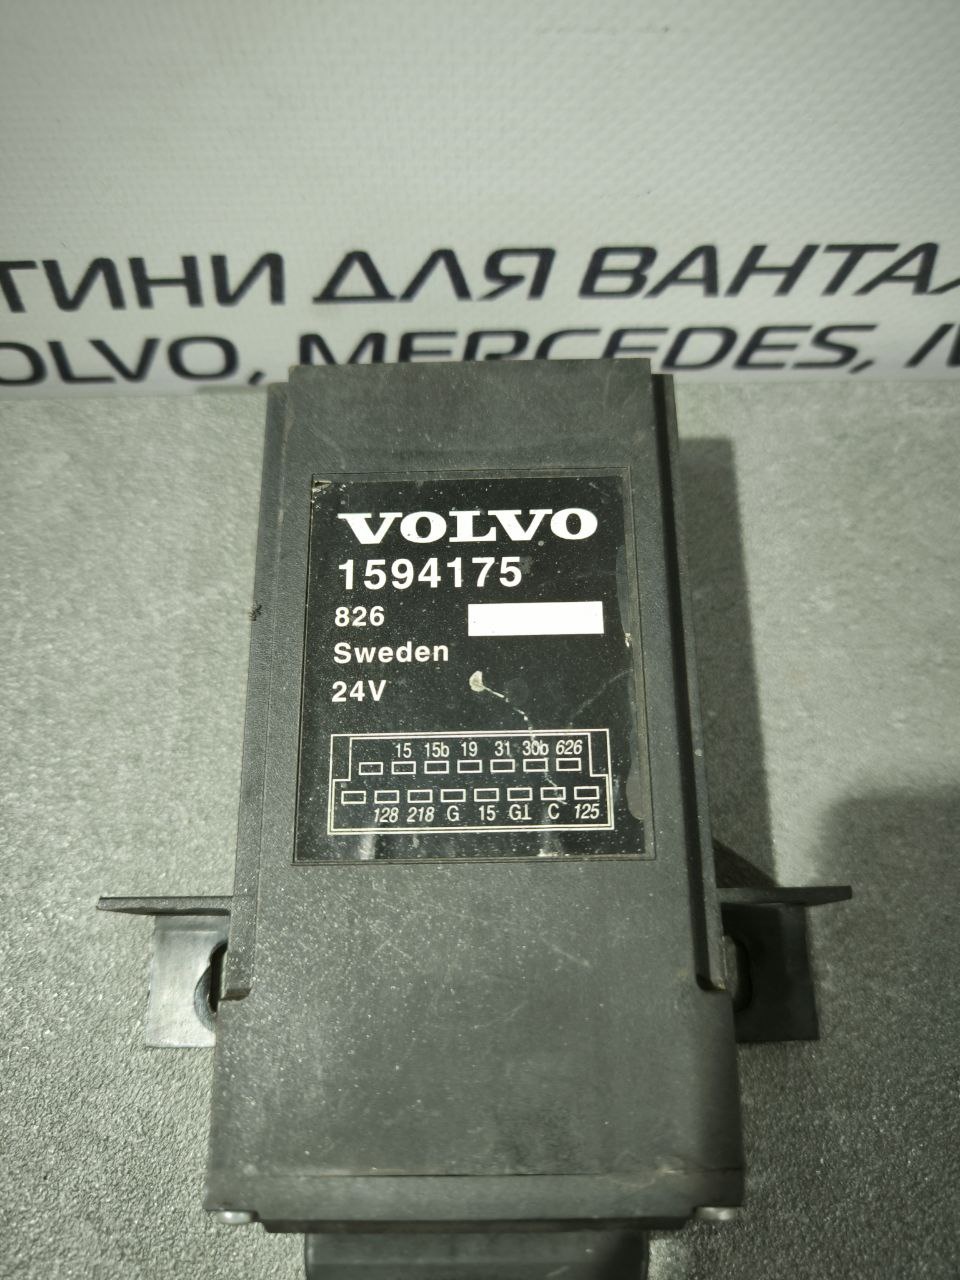 ТИНИ ДЛЯ ВАНТА
OLVO, MERCEDES, IV
VOLVO
1594175
826
Sweden
24V
15 15b 19 31 30b 626
128 218 G 15 G⊥ C 125